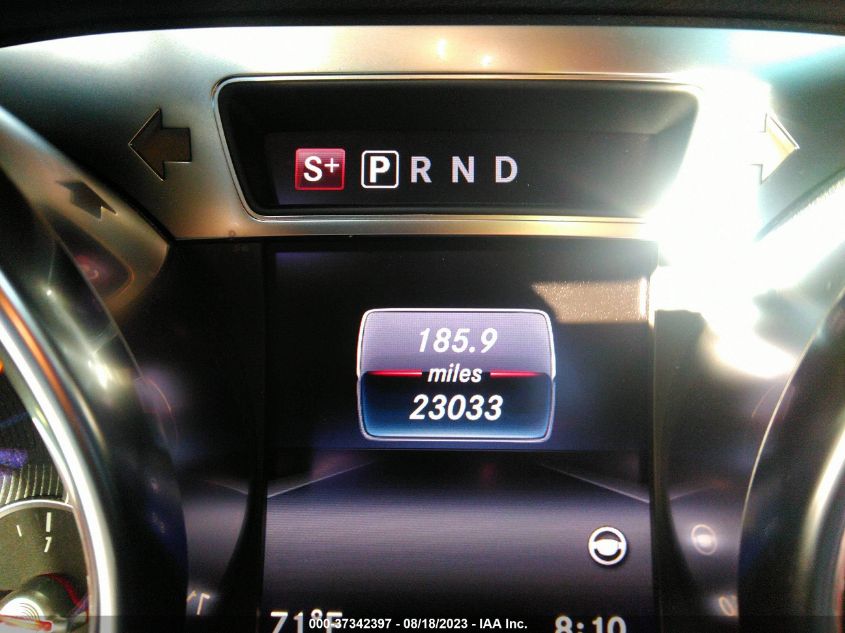 S+ P R N D
185.9
miles
23033
71°F 8:10
000-37342397 - 08/18/2023 - IAA Inc.